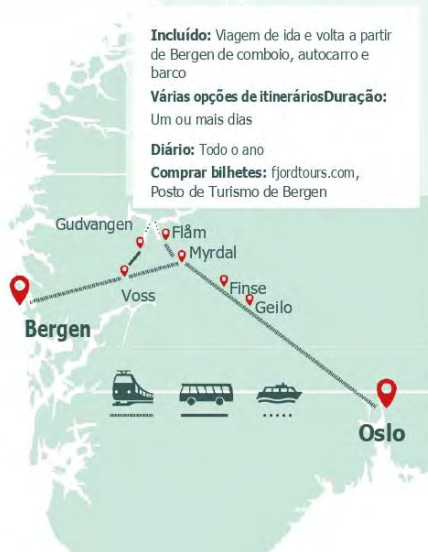 Incluído: Viagem de ida e volta a partir
de Bergen de comboio, autocarro e
barco
Várias opções de itineráriosDuração:
Um ou mais dias
Diário: Todo o ano
Comprar bilhetes: fjordtours.com,
Posto de Turismo de Bergen
Gudvangen
Flåm
Myrdal
Voss
Finse
Geilo
Bergen
Oslo